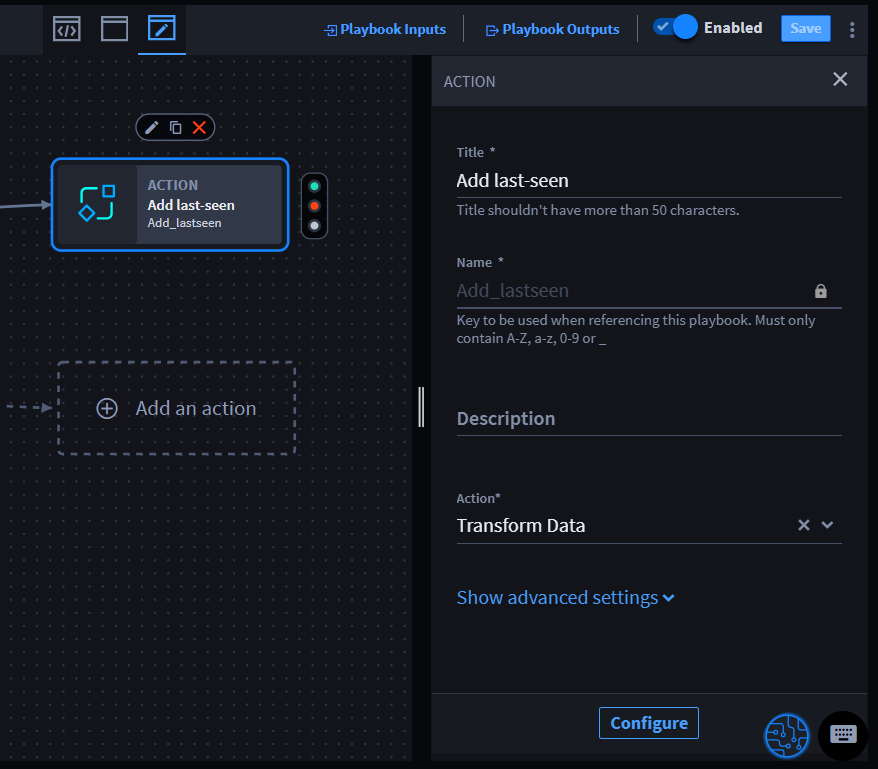 Playbook Inputs
Playbook Outputs
Enabled
Save
ACTION
Add last-seen
Add_lastseen
Add an action
ACTION
Title *
Add last-seen
Title shouldn't have more than 50 characters.
Name *
Add_lastseen
Key to be used when referencing this playbook. Must only
contain A-Z, a-z, 0-9 or _
Description
Action*
Transform Data
Show advanced settings
Configure